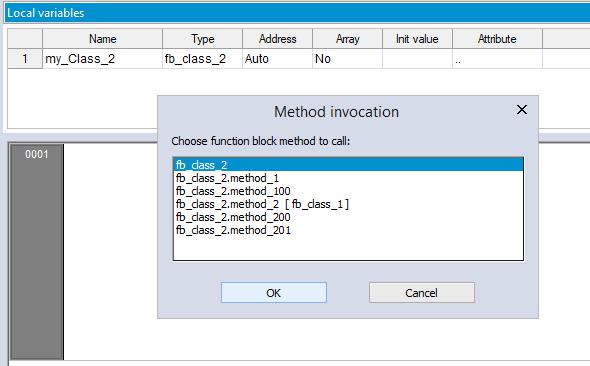 Local variables
Name Type Address Array Init value Attribute
1 my_Class_2 fb_class_2 Auto No ..
Method invocation
Choose function block method to call:
0001
fb_class_2
fb_class_2.method_1
fb_class_2.method_100
fb_class_2.method_2 [ fb_class_1 ]
fb_class_2.method_200
fb_class_2.method_201
OK Cancel